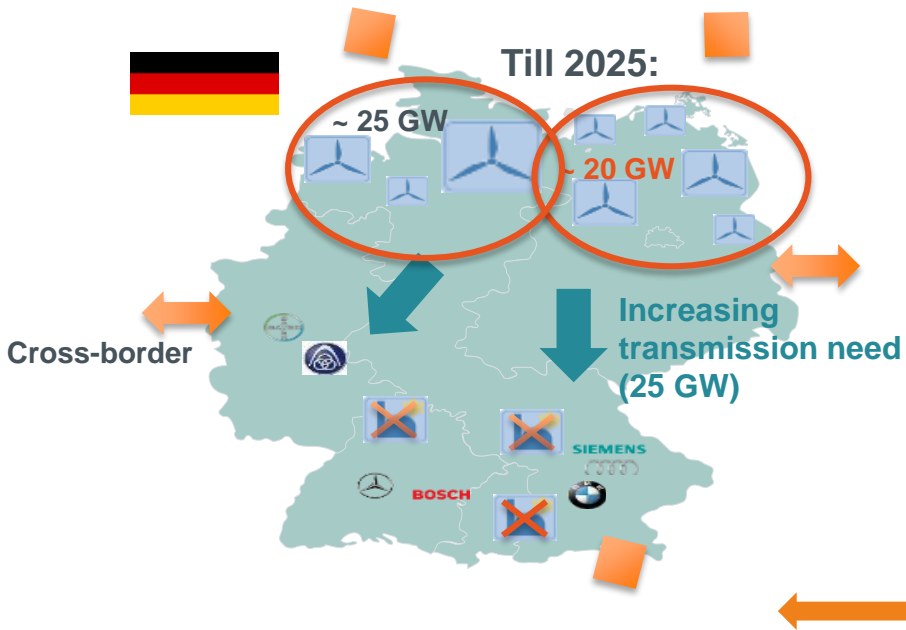 Till 2025:
~ 25 GW
~ 20 GW
Increasing
transmission need
(25 GW)
Cross-border
SIEMENS
BOSCH